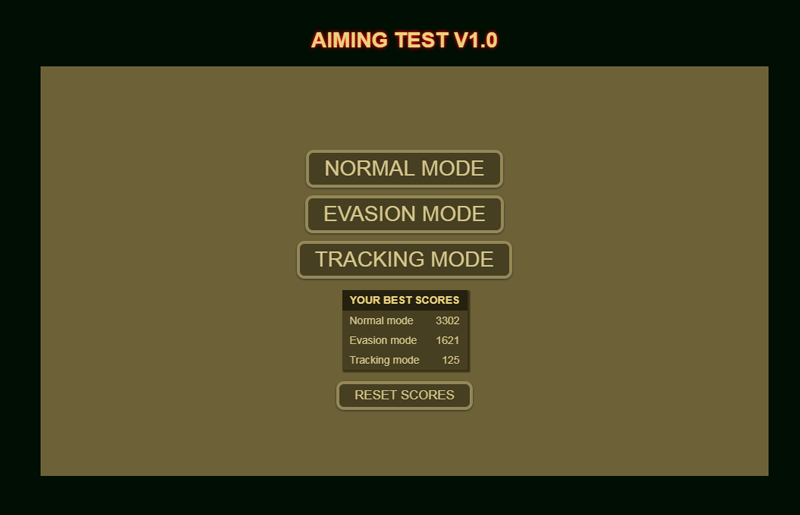 AIMING TEST V1.0
NORMAL MODE
EVASION MODE
TRACKING MODE
YOUR BEST SCORES
Normal mode 3302
Evasion mode 1621
Tracking mode 125
RESET SCORES